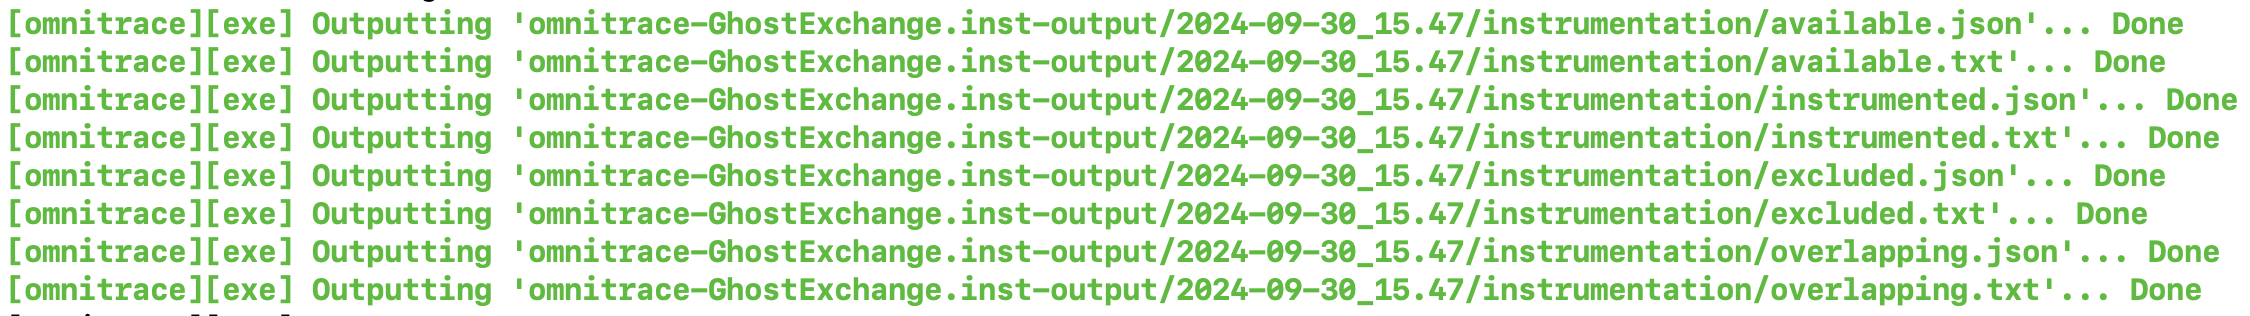 [omnitrace][exe] Outputting 'omnitrace-GhostExchange.inst-output/2024-09-30_15.47/instrumentation/available.json'... Done
[omnitrace][exe] Outputting 'omnitrace-GhostExchange.inst-output/2024-09-30_15.47/instrumentation/available.txt'... Done
[omnitrace][exe] Outputting 'omnitrace-GhostExchange.inst-output/2024-09-30_15.47/instrumentation/instrumented.json'... Done
[omnitrace][exe] Outputting 'omnitrace-GhostExchange.inst-output/2024-09-30_15.47/instrumentation/instrumented.txt'... Done
[omnitrace][exe] Outputting 'omnitrace-GhostExchange.inst-output/2024-09-30_15.47/instrumentation/excluded.json'... Done
[omnitrace][exe] Outputting 'omnitrace-GhostExchange.inst-output/2024-09-30_15.47/instrumentation/excluded.txt'... Done
[omnitrace][exe] Outputting 'omnitrace-GhostExchange.inst-output/2024-09-30_15.47/instrumentation/overlapping.json'... Done
[omnitrace][exe] Outputting 'omnitrace-GhostExchange.inst-output/2024-09-30_15.47/instrumentation/overlapping.txt'... Done